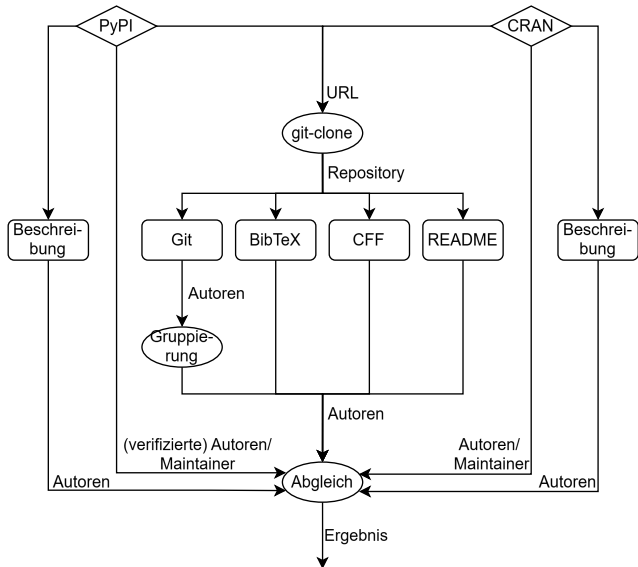 PyPI
CRAN
URL
git-clone
Repository
Beschrei-
bung
Git
BibTeX
CFF
README
Beschrei-
bung
Autoren
Gruppie-
rung
Autoren
(verifizierte) Autoren/
Maintainer
Autoren/
Maintainer
Autoren
Abgleich
Autoren
Ergebnis